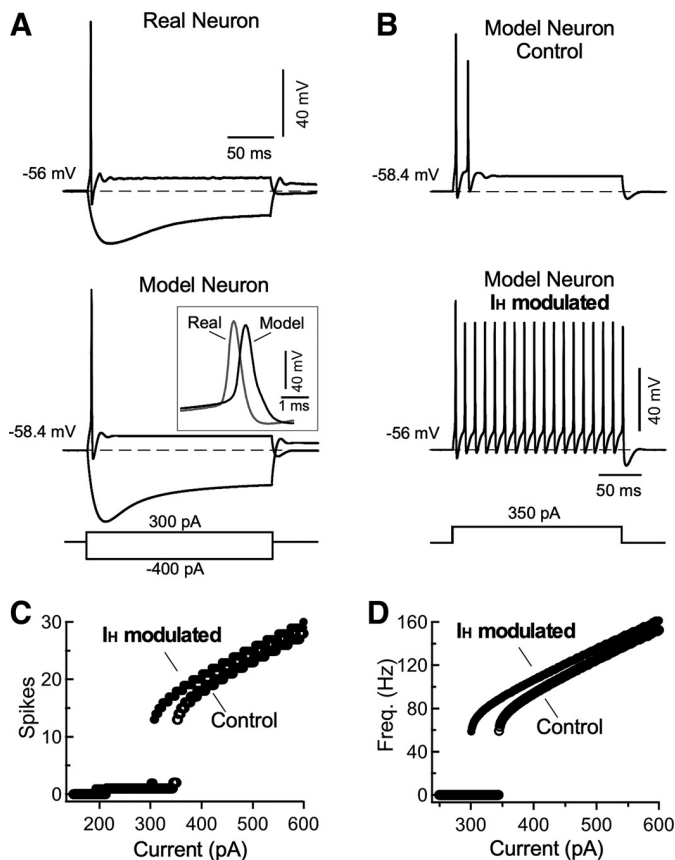 A
Real Neuron
40 mV
50 ms
-56 mV
Model Neuron
Real
Model
40 mV
1 ms
-58.4 mV
300 pA
-400 pA
B
Model Neuron
Control
-58.4 mV
Model Neuron
IH modulated
40 mV
-56 mV
50 ms
350 pA
C
30
20
10
0
Spikes
IH modulated
Control
200 300 400 500 600
Current (pA)
D
160
120
80
40
0
Freq. (Hz)
IH modulated
Control
300 400 500 600
Current (pA)